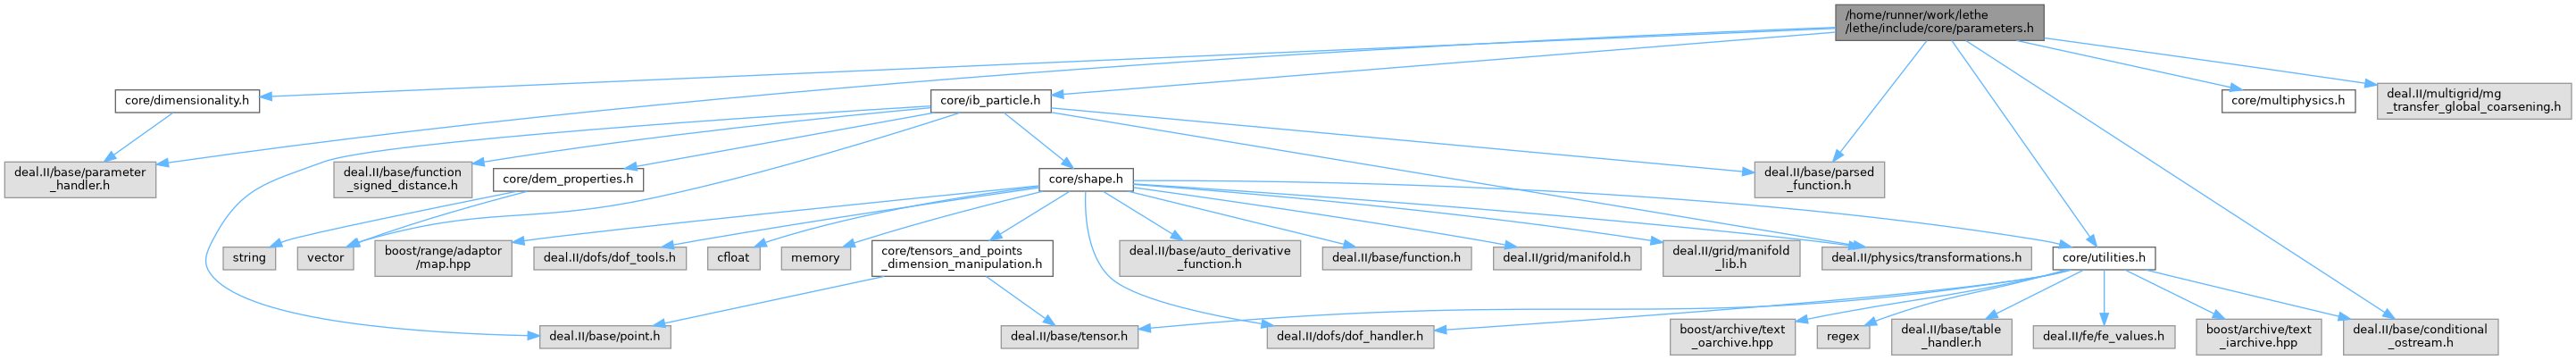 /home/runner/work/lethe
/lethe/include/core/parameters.h
core/dimensionality.h
core/ib_particle.h
core/multiphysics.h
deal.II/multigrid/mg
_transfer_global_coarsening.h
deal.II/base/parameter
_handler.h
deal.II/base/function
_signed_distance.h
core/dem_properties.h
core/shape.h
deal.II/base/parsed
_function.h
string
vector
boost/range/adaptor
/map.hpp
deal.II/dofs/dof_tools.h
cfloat
memory
core/tensors_and_points
_dimension_manipulation.h
deal.II/base/auto_derivative
_function.h
deal.II/base/function.h
deal.II/grid/manifold.h
deal.II/grid/manifold
_lib.h
deal.II/physics/transformations.h
core/utilities.h
deal.II/base/point.h
deal.II/base/tensor.h
deal.II/dofs/dof_handler.h
boost/archive/text
_oarchive.hpp
regex
deal.II/base/table
_handler.h
deal.II/fe/fe_values.h
boost/archive/text
_iarchive.hpp
deal.II/base/conditional
_ostream.h